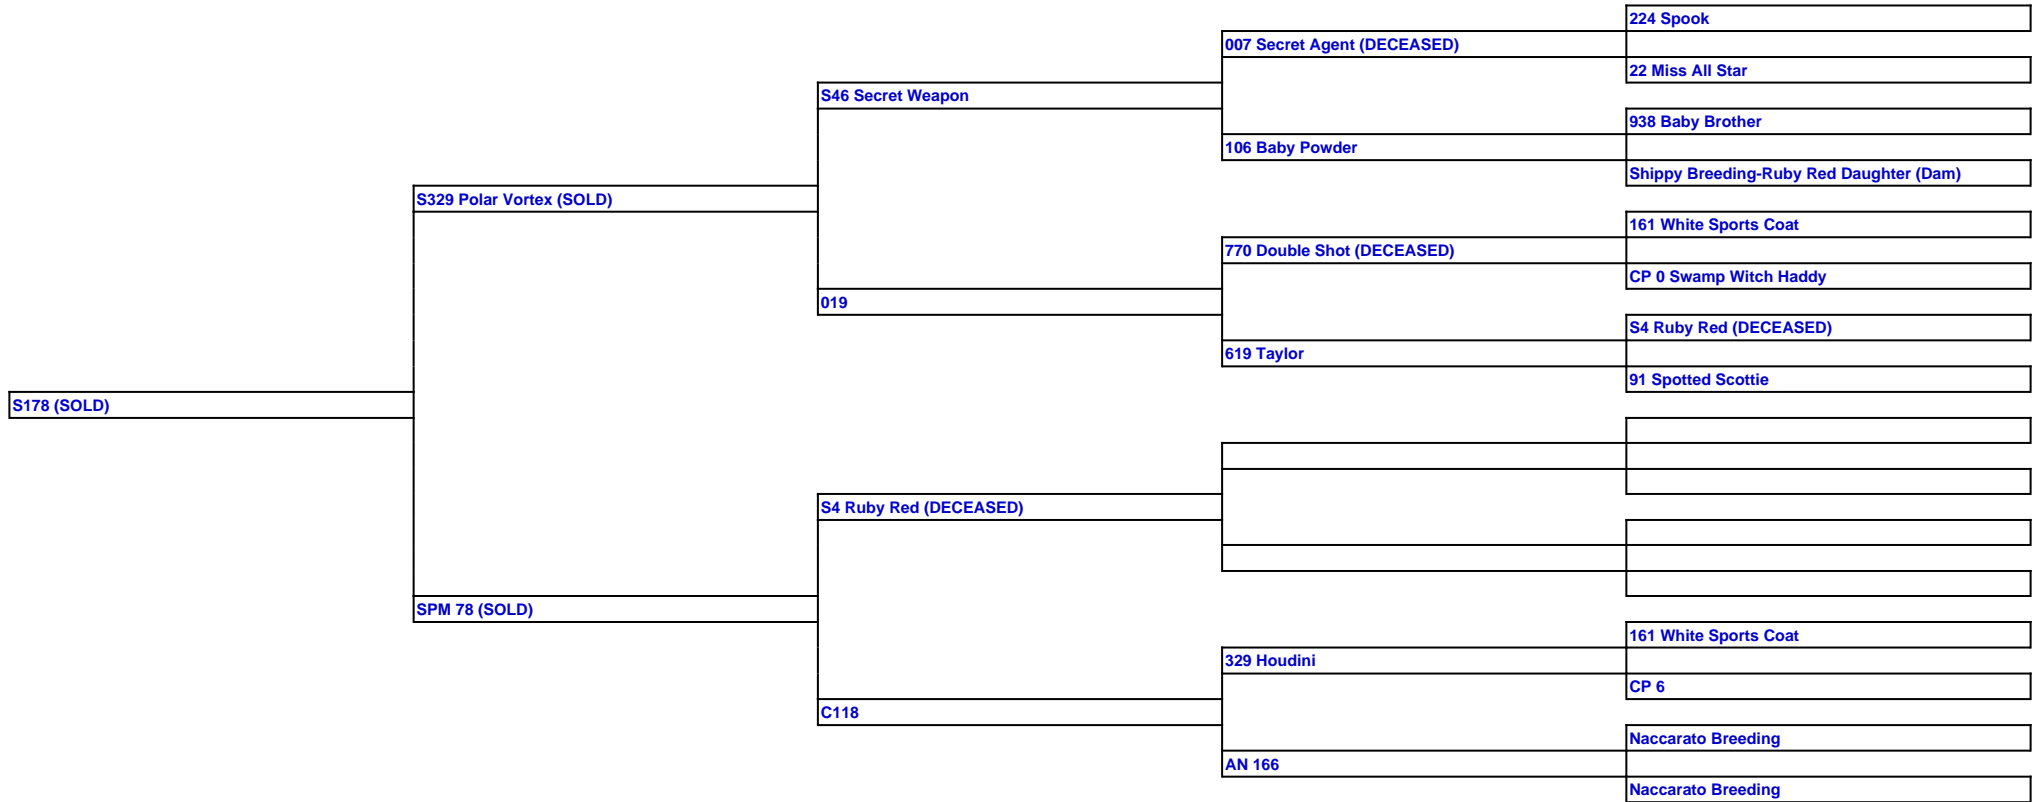 224 Spook
007 Secret Agent (DECEASED)
22 Miss All Star
S46 Secret Weapon
938 Baby Brother
106 Baby Powder
Shippy Breeding-Ruby Red Daughter (Dam)
S329 Polar Vortex (SOLD)
161 White Sports Coat
770 Double Shot (DECEASED)
CP 0 Swamp Witch Haddy
019
S4 Ruby Red (DECEASED)
619 Taylor
91 Spotted Scottie
S178 (SOLD)
S4 Ruby Red (DECEASED)
SPM 78 (SOLD)
161 White Sports Coat
329 Houdini
CP 6
C118
Naccarato Breeding
AN 166
Naccarato Breeding